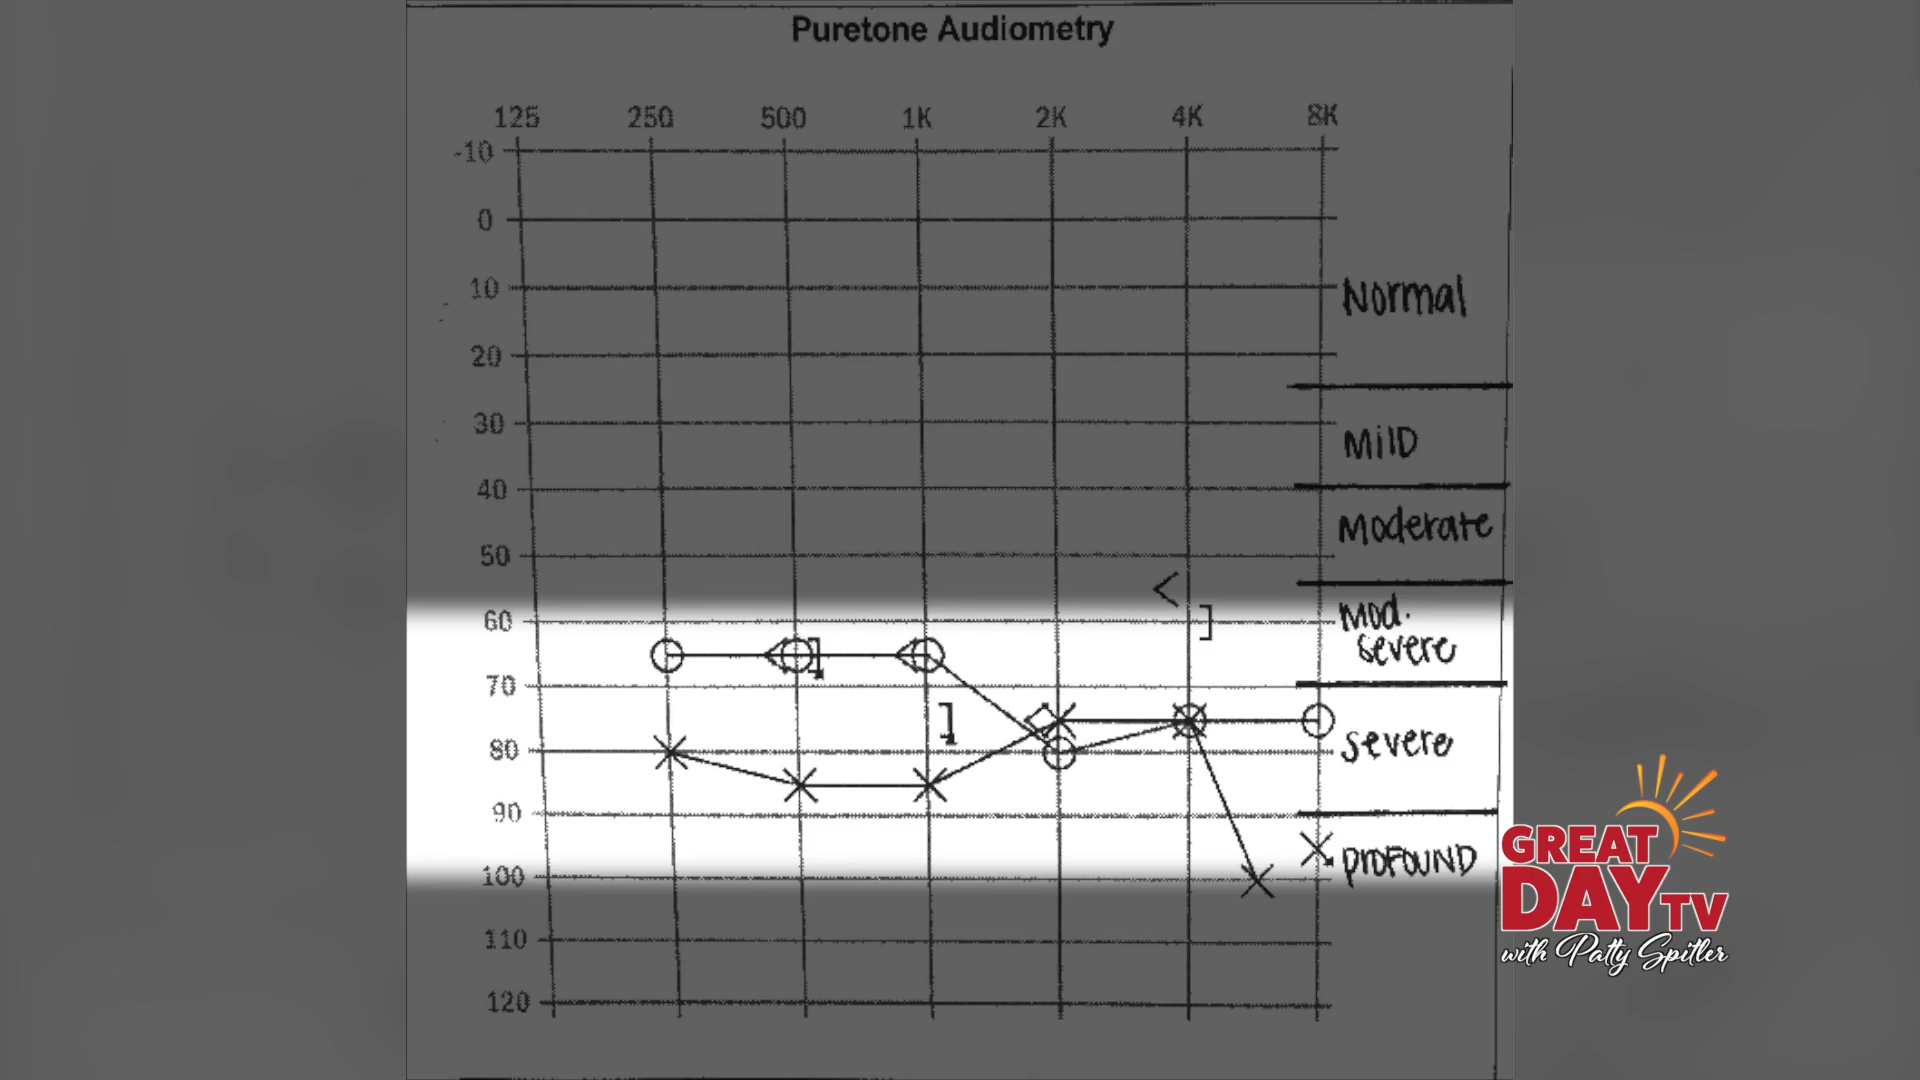 Puretone Audiometry
125 250 500 1K 2K 4K 8K
-10
0
10
Normal
20
30
Mild
40
Moderate
50
60
Mod.
severe
70
80
severe
90
PROFOUND
100
110
120
GREAT
DAY TV
with Patty Spitler